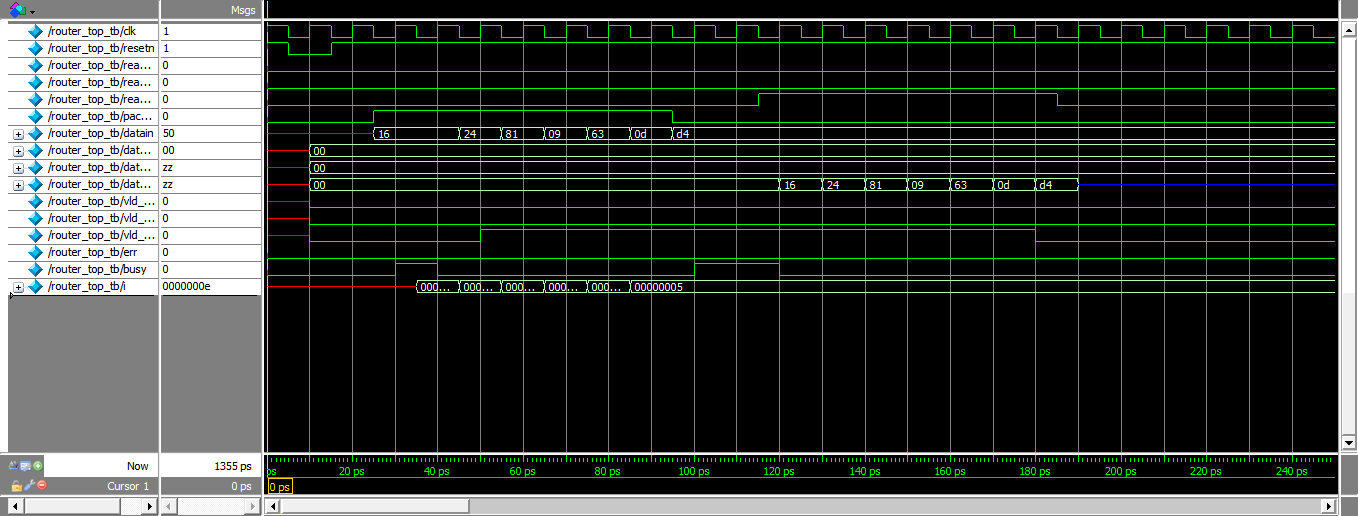 Msgs
/router_top_tb/clk 1
/router_top_tb/resetn 1
/router_top_tb/rea... 0
/router_top_tb/rea... 0
/router_top_tb/rea... 0
/router_top_tb/pac... 0
/router_top_tb/datain 50 16 24 81 09 63 0d d4
/router_top_tb/dat... 00 00
/router_top_tb/dat... zz 00
/router_top_tb/dat... zz 00 16 24 81 09 63 0d d4
/router_top_tb/vld_... 0
/router_top_tb/vld_... 0
/router_top_tb/vld_... 0
/router_top_tb/err 0
/router_top_tb/busy 0
/router_top_tb/i 0000000e 000... 000... 000... 000... 000... 00000005
Now 1355 ps ps 20 ps 40 ps 60 ps 80 ps 100 ps 120 ps 140 ps 160 ps 180 ps 200 ps 220 ps 240 ps
Cursor 1 0 ps 0 ps